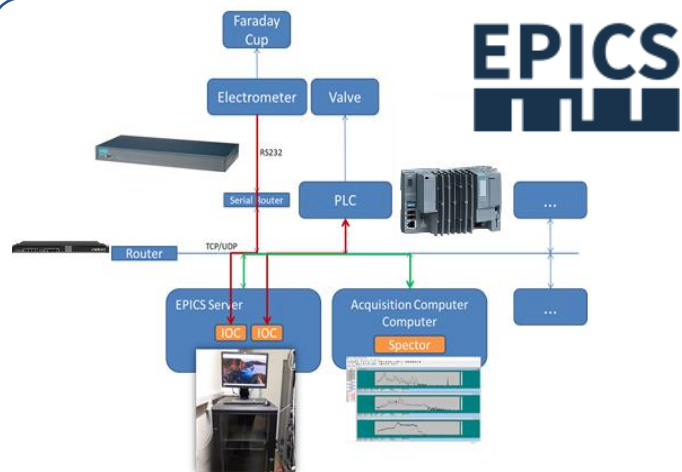 Faraday
Cup
EPICS
Electrometer
Valve
RS232
Serial Router
PLC
...
Router
TCP/UDP
EPICS Server
IOC
IOC
Acquisition Computer
Computer
Spector
...